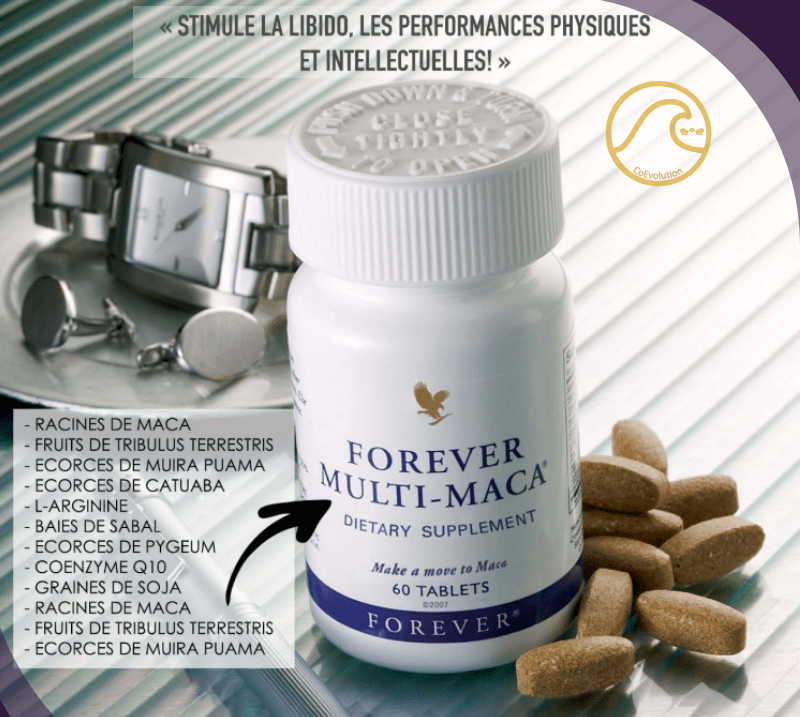 « STIMULE LA LIBIDO, LES PERFORMANCES PHYSIQUES
ET INTELLECTUELLES! »
CoEvolution
PUSH DOWN & TURN
CLOSE
TIGHTLY
TO OPEN
FOREVER
MULTI-MACA®
DIETARY SUPPLEMENT
Make a move to Maca
60 TABLETS
©2007
FOREVER®
- RACINES DE MACA
- FRUITS DE TRIBULUS TERRESTRIS
- ECORCES DE MUIRA PUAMA
- ECORCES DE CATUABA
- L-ARGININE
- BAIES DE SABAL
- ECORCES DE PYGEUM
- COENZYME Q10
- GRAINES DE SOJA
- RACINES DE MACA
- FRUITS DE TRIBULUS TERRESTRIS
- ECORCES DE MUIRA PUAMA